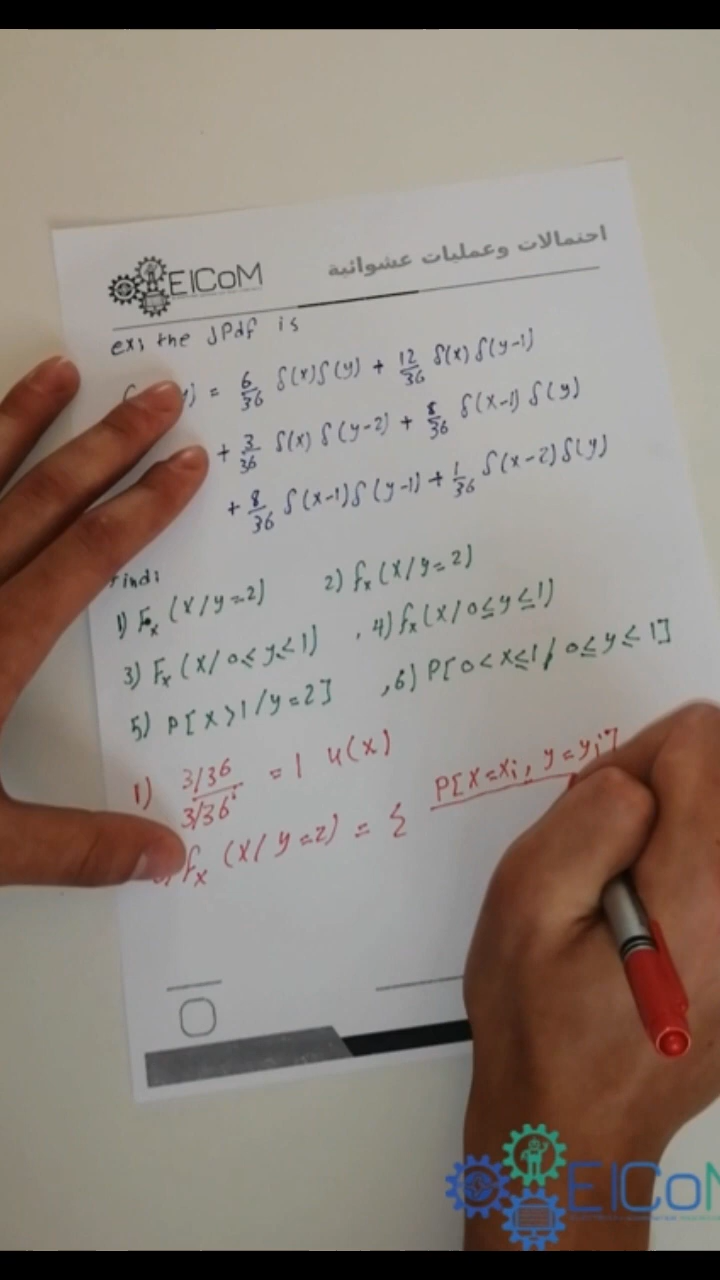 EICoM
احتمالات وعمليات عشوائية
ex: the JPdf is
y) = 6/36 δ(x)δ(y) + 12/36 δ(x) δ(y-1)
+ 3/36 δ(x) δ(y-2) + 8/36 δ(x-1) δ(y)
+ 8/36 δ(x-1) δ(y-1) + 1/36 δ(x-2) δ(y)
Find:
1) Fx (x/y=2) 2) fx (x/y=2)
3) Fx (x/0≤y≤1) , 4) fx (x/0≤y≤1)
5) P[x>1/y=2] , 6) P[0<x≤1/0≤y≤1]
1) 3/36 / 3/36 = 1 u(x)
fx (x/y=2) = Σ P[x=xi, y=yj]
EICoM